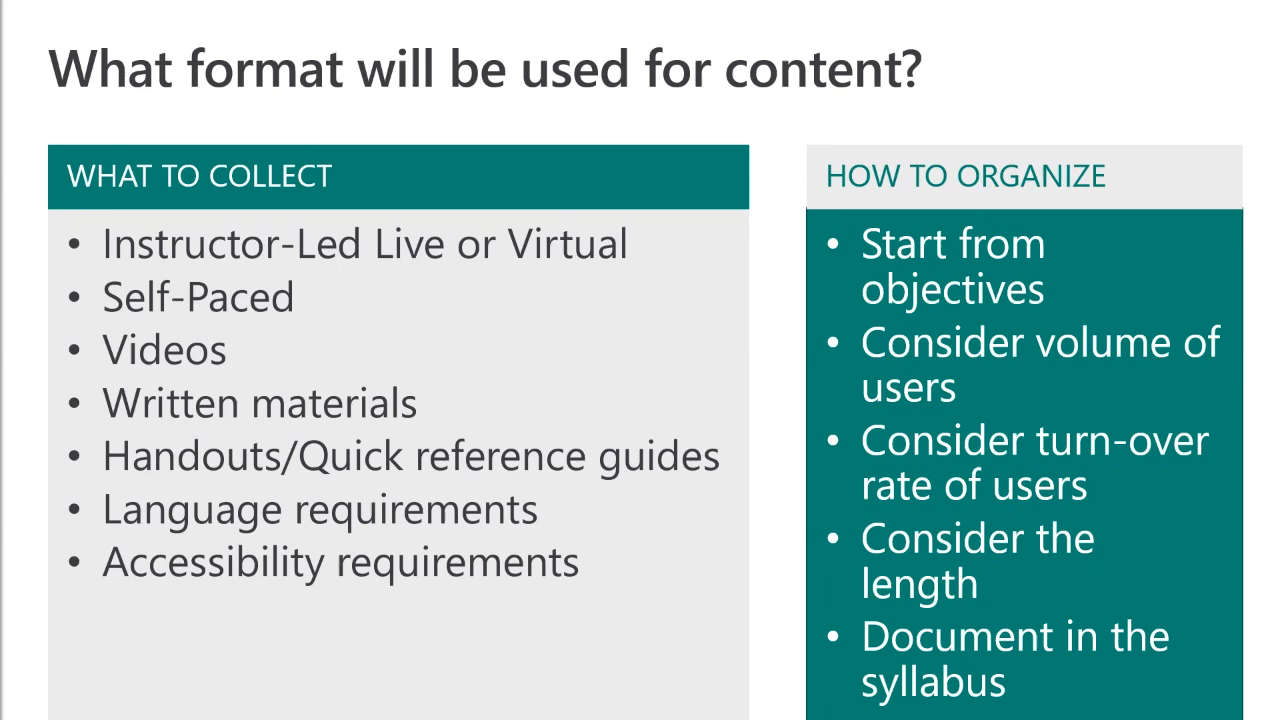 What format will be used for content?
WHAT TO COLLECT
• Instructor-Led Live or Virtual
• Self-Paced
• Videos
• Written materials
• Handouts/Quick reference guides
• Language requirements
• Accessibility requirements
HOW TO ORGANIZE
• Start from
objectives
• Consider volume of
users
• Consider turn-over
rate of users
• Consider the
length
• Document in the
syllabus